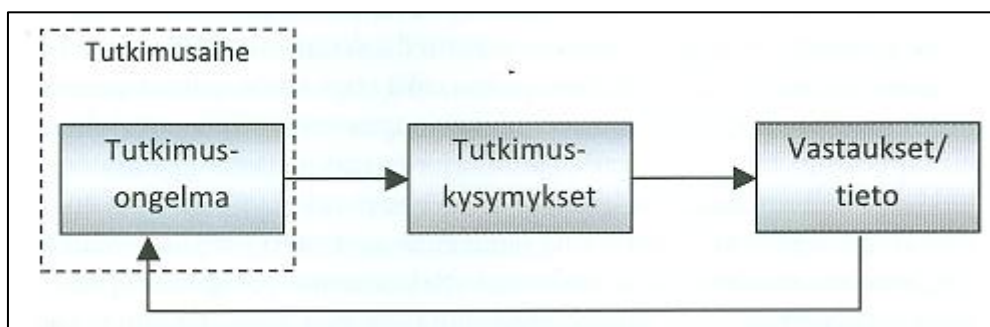 Tutkimusaihe
Tutkimus-
ongelma
Tutkimus-
kysymykset
Vastaukset/
tieto